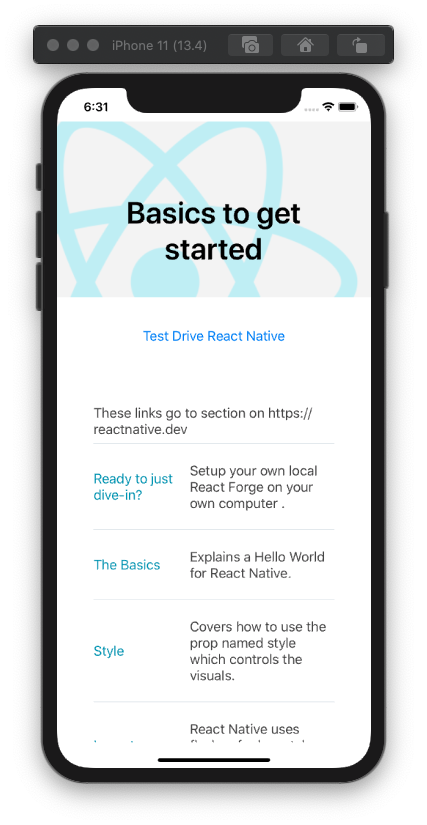 iPhone 11 (13.4)
6:31
Basics to get
started
Test Drive React Native
These links go to section on https://
reactnative.dev
Ready to just
dive-in?
Setup your own local
React Forge on your
own computer .
The Basics
Explains a Hello World
for React Native.
Style
Covers how to use the
prop named style
which controls the
visuals.
React Native uses